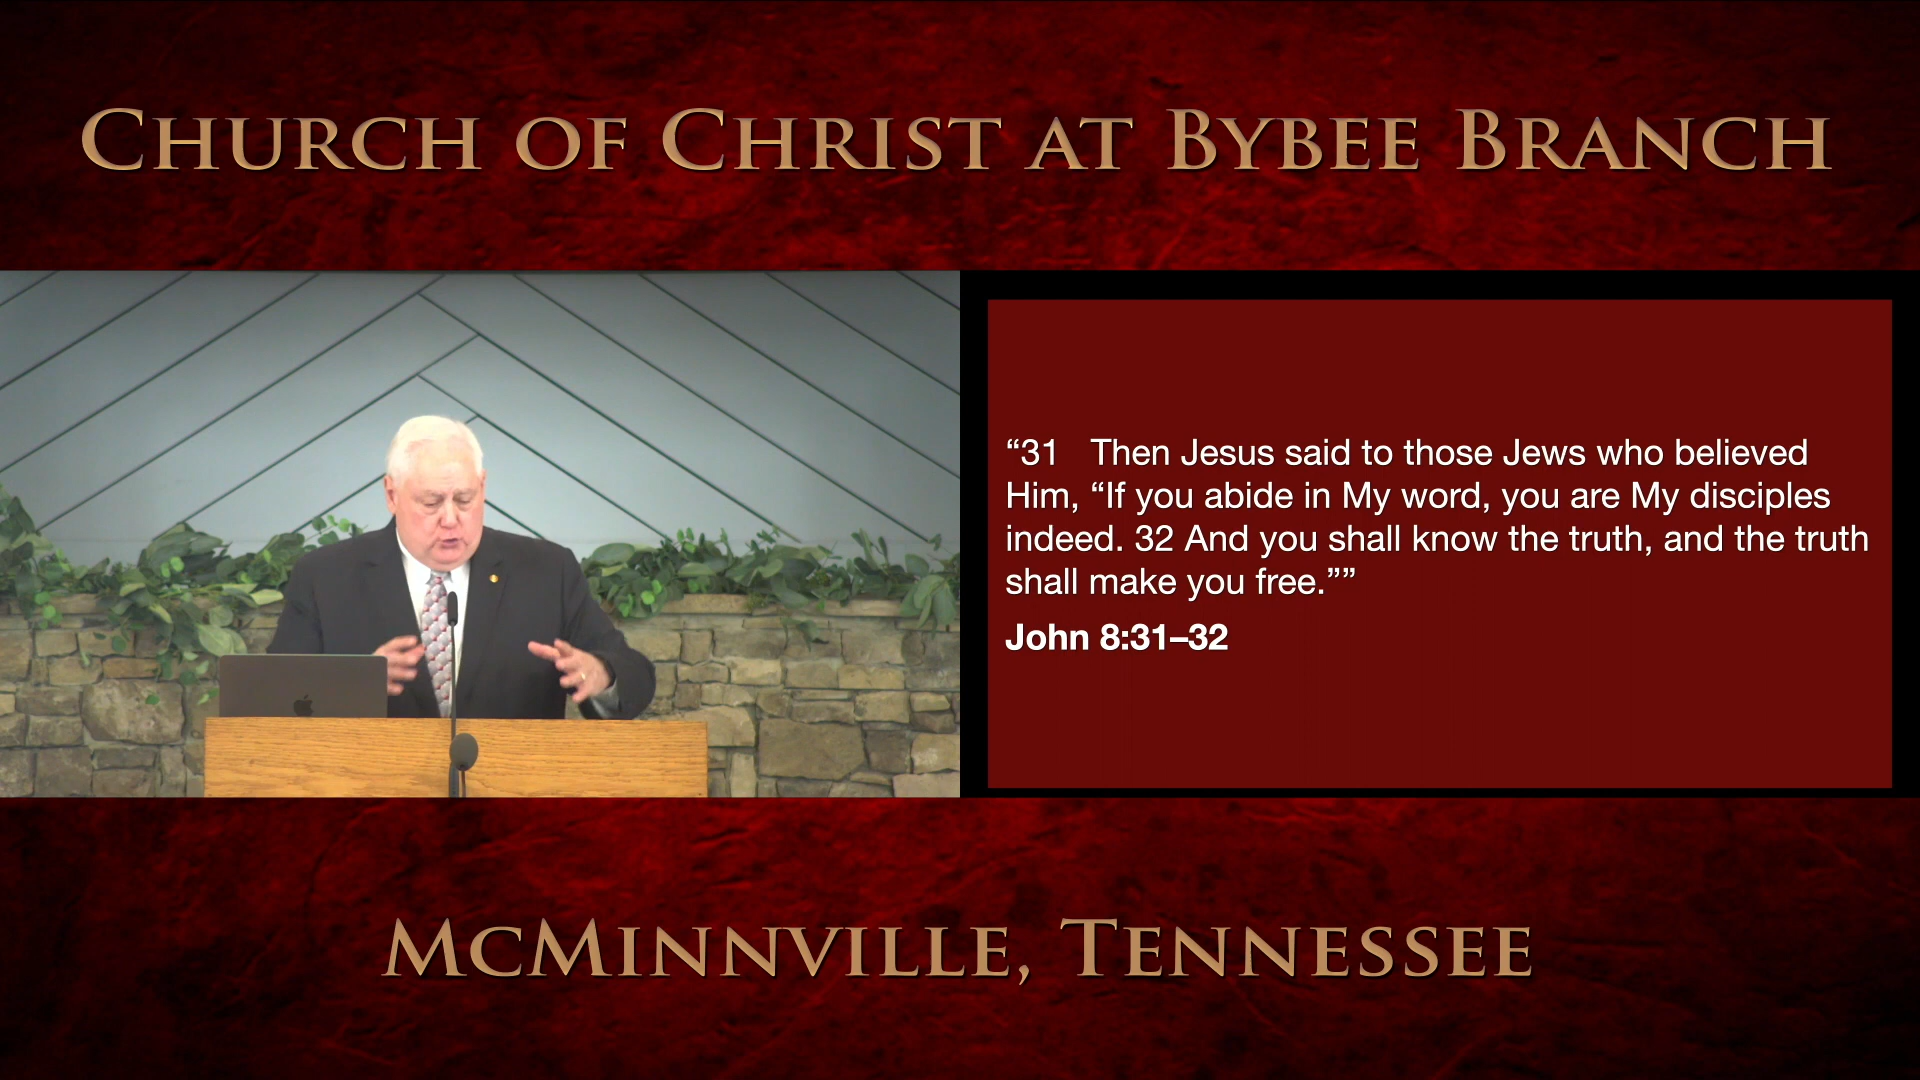 CHURCH OF CHRIST AT BYBEE BRANCH
“31   Then Jesus said to those Jews who believed
Him, “If you abide in My word, you are My disciples
indeed. 32 And you shall know the truth, and the truth
shall make you free.””
John 8:31–32
MCMINNVILLE, TENNESSEE